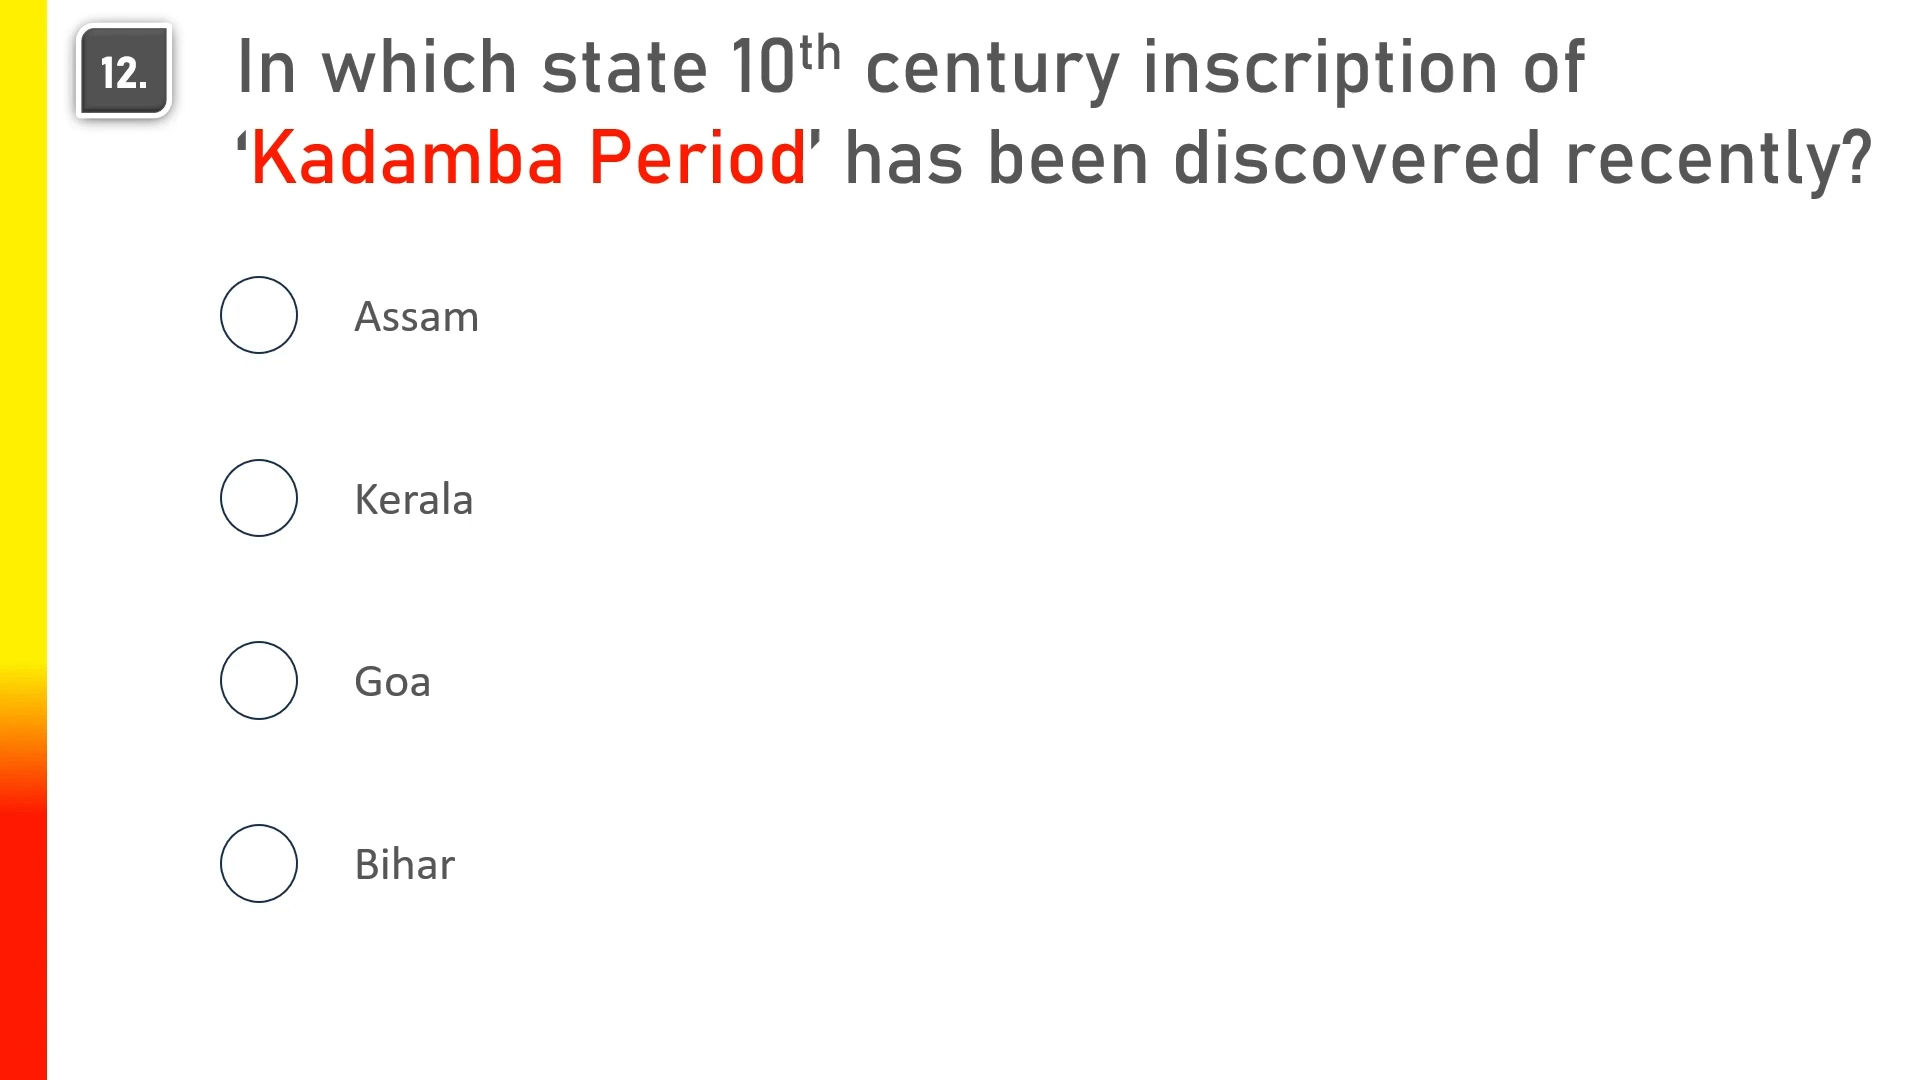 12.
In which state 10th century inscription of
‘Kadamba Period’ has been discovered recently?
Assam
Kerala
Goa
Bihar